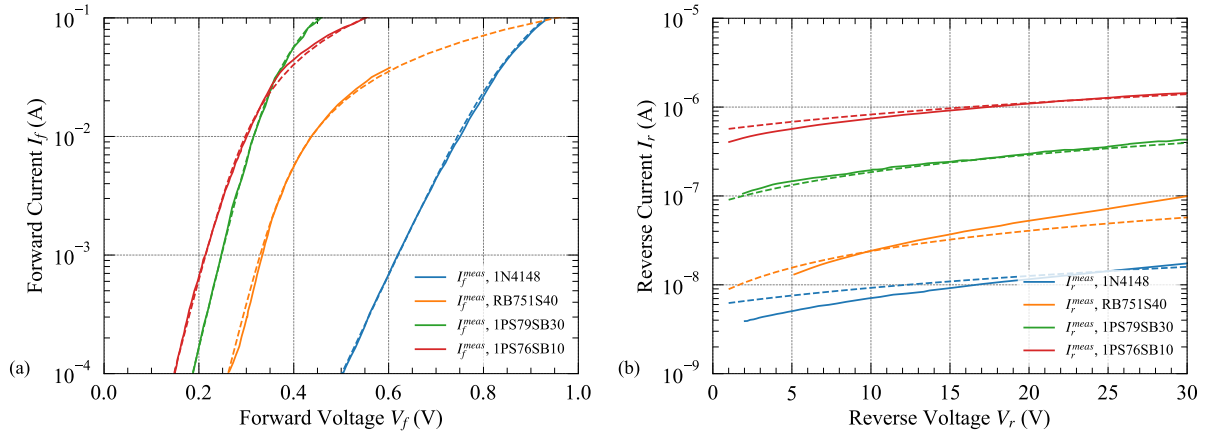 (a)
Forward Current I_f (A)
10⁻¹
10⁻²
10⁻³
10⁻⁴
I_f^meas, 1N4148
I_f^meas, RB751S40
I_f^meas, 1PS79SB30
I_f^meas, 1PS76SB10
0.0 0.2 0.4 0.6 0.8 1.0
Forward Voltage V_f (V)
(b)
Reverse Current I_r (A)
10⁻⁵
10⁻⁶
10⁻⁷
10⁻⁸
10⁻⁹
I_r^meas, 1N4148
I_r^meas, RB751S40
I_r^meas, 1PS79SB30
I_r^meas, 1PS76SB10
5 10 15 20 25 30
Reverse Voltage V_r (V)